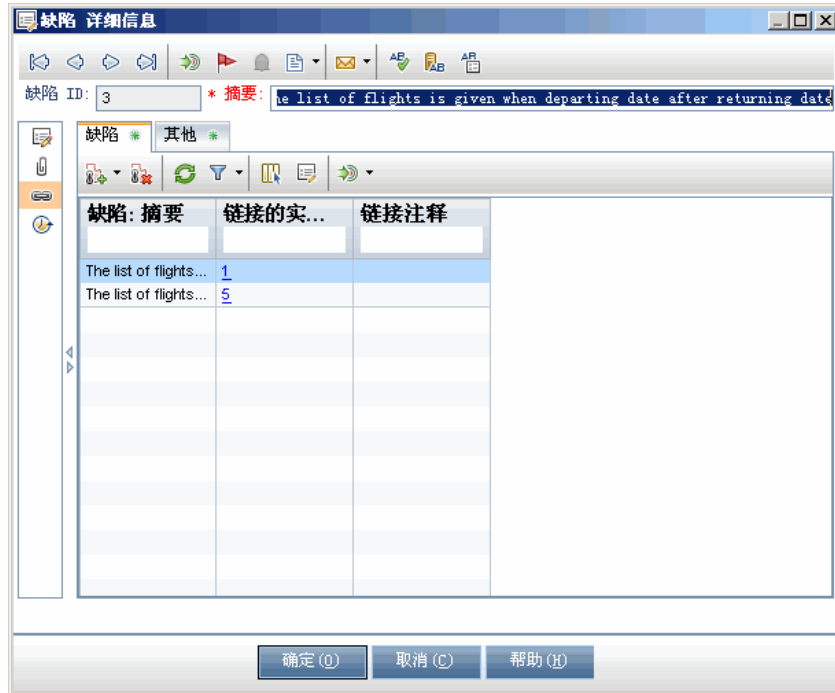 缺陷 详细信息
缺陷 ID: 3 * 摘要: he list of flights is given when departing date after returning date
缺陷 * 其他 *
缺陷: 摘要 链接的实... 链接注释
The list of flights... 1
The list of flights... 5
确定(O) 取消(C) 帮助(H)